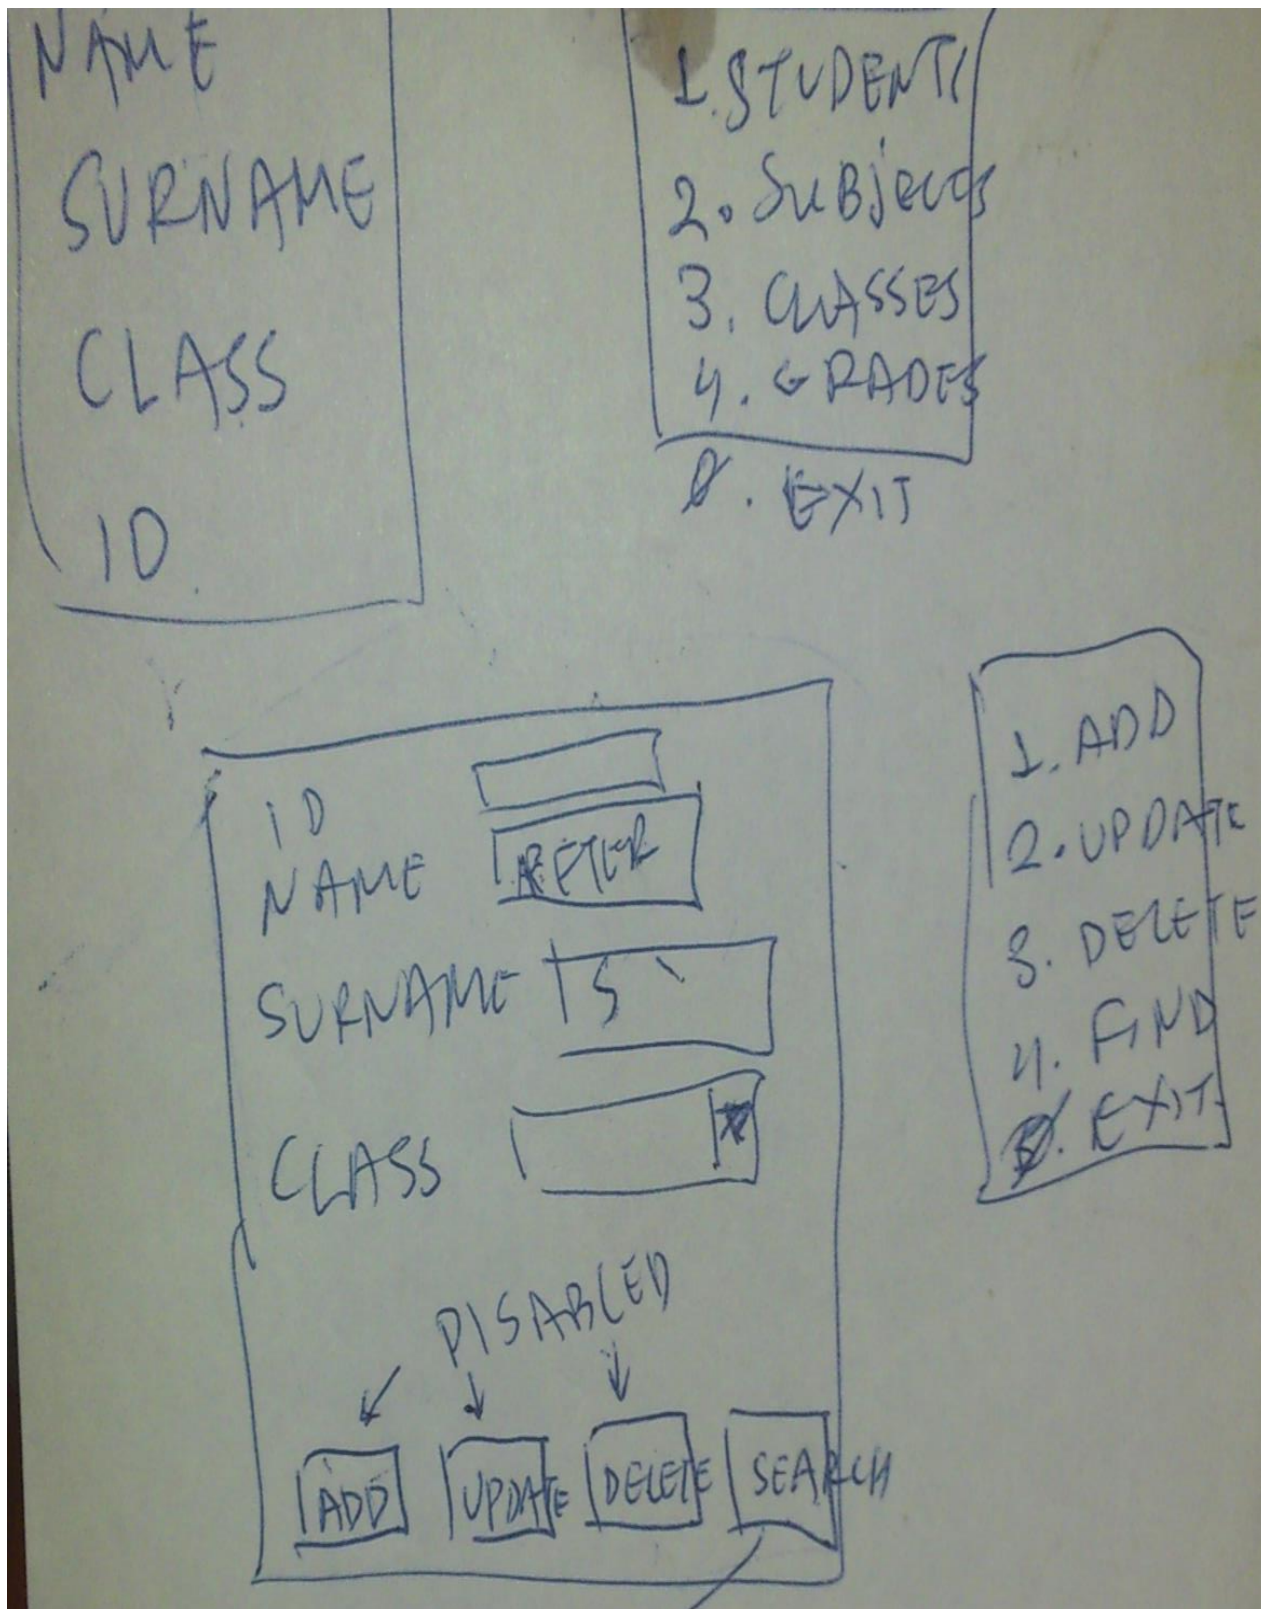 NAME
SURNAME
CLASS
ID
1. STUDENTS
2. SUBJECTS
3. CLASSES
4. GRADES
0. EXIT
ID
NAME
SURNAME S
CLASS
DISABLED
ADD UPDATE DELETE SEARCH
1. ADD
2. UPDATE
3. DELETE
4. FIND
0. EXIT